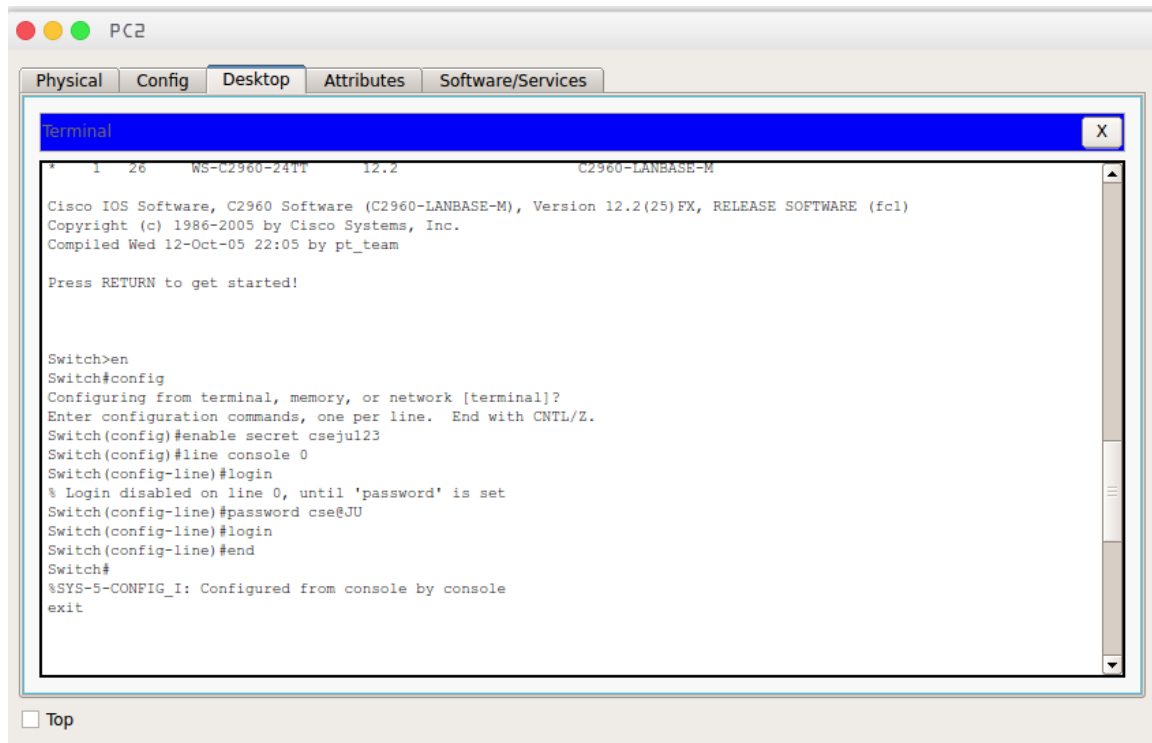 PC2
Physical Config Desktop Attributes Software/Services
Terminal X
* 1 26 WS-C2960-24TT 12.2 C2960-LANBASE-M
Cisco IOS Software, C2960 Software (C2960-LANBASE-M), Version 12.2(25)FX, RELEASE SOFTWARE (fc1)
Copyright (c) 1986-2005 by Cisco Systems, Inc.
Compiled Wed 12-Oct-05 22:05 by pt_team
Press RETURN to get started!
Switch>en
Switch#config
Configuring from terminal, memory, or network [terminal]?
Enter configuration commands, one per line.  End with CNTL/Z.
Switch(config)#enable secret cseju123
Switch(config)#line console 0
Switch(config-line)#login
% Login disabled on line 0, until 'password' is set
Switch(config-line)#password cse@JU
Switch(config-line)#login
Switch(config-line)#end
Switch#
%SYS-5-CONFIG_I: Configured from console by console
exit
Top